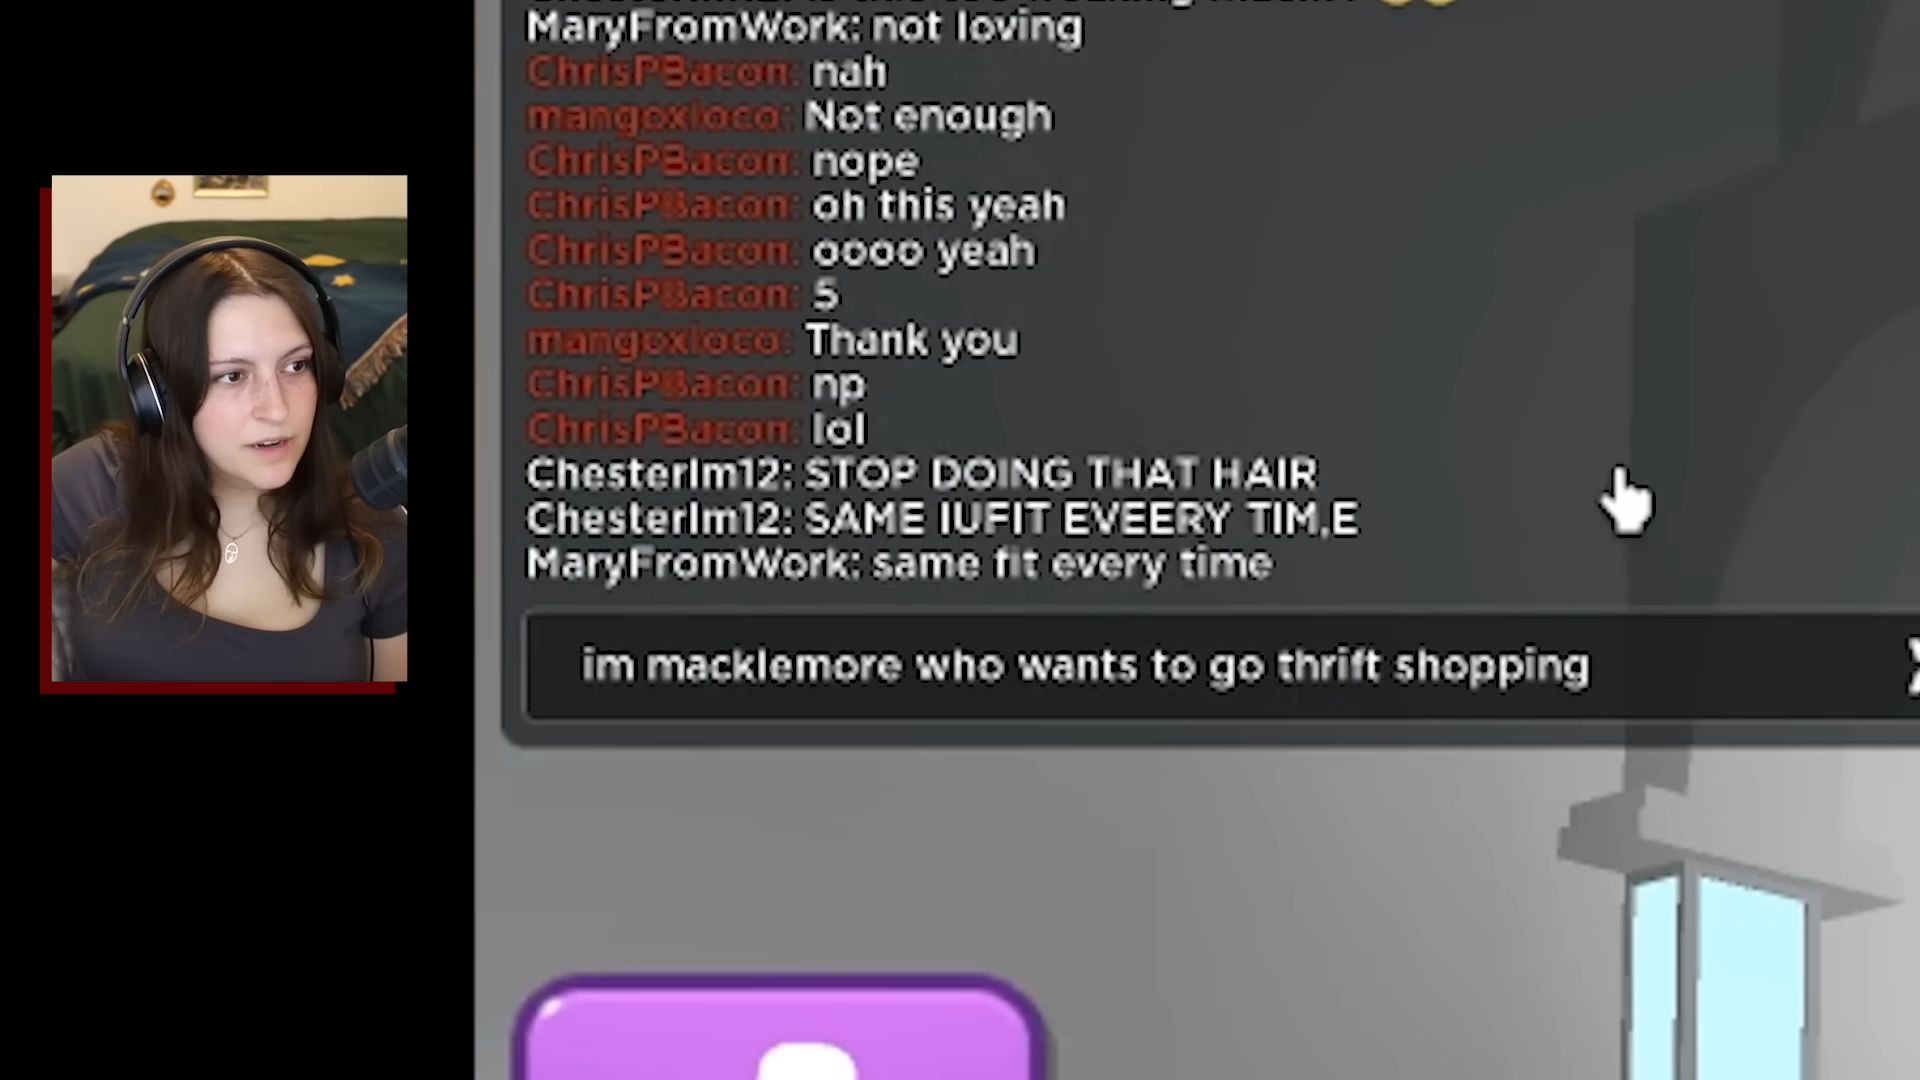 MaryFromWork: not loving
ChrisPBacon: nah
mangoxloco: Not enough
ChrisPBacon: nope
ChrisPBacon: oh this yeah
ChrisPBacon: oooo yeah
ChrisPBacon: 5
mangoxloco: Thank you
ChrisPBacon: np
ChrisPBacon: lol
ChesterIm12: STOP DOING THAT HAIR
ChesterIm12: SAME IUFIT EVEERY TIM,E
MaryFromWork: same fit every time
im macklemore who wants to go thrift shopping